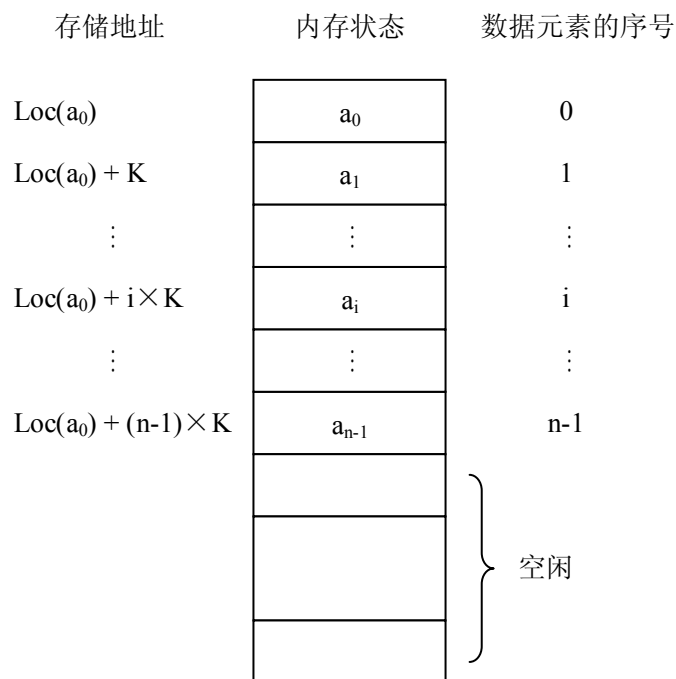 存储地址 内存状态 数据元素的序号
Loc(a₀) a₀ 0
Loc(a₀) + K a₁ 1
⋮ ⋮ ⋮
Loc(a₀) + i×K aᵢ i
⋮ ⋮ ⋮
Loc(a₀) + (n-1)×K aₙ₋₁ n-1
空闲